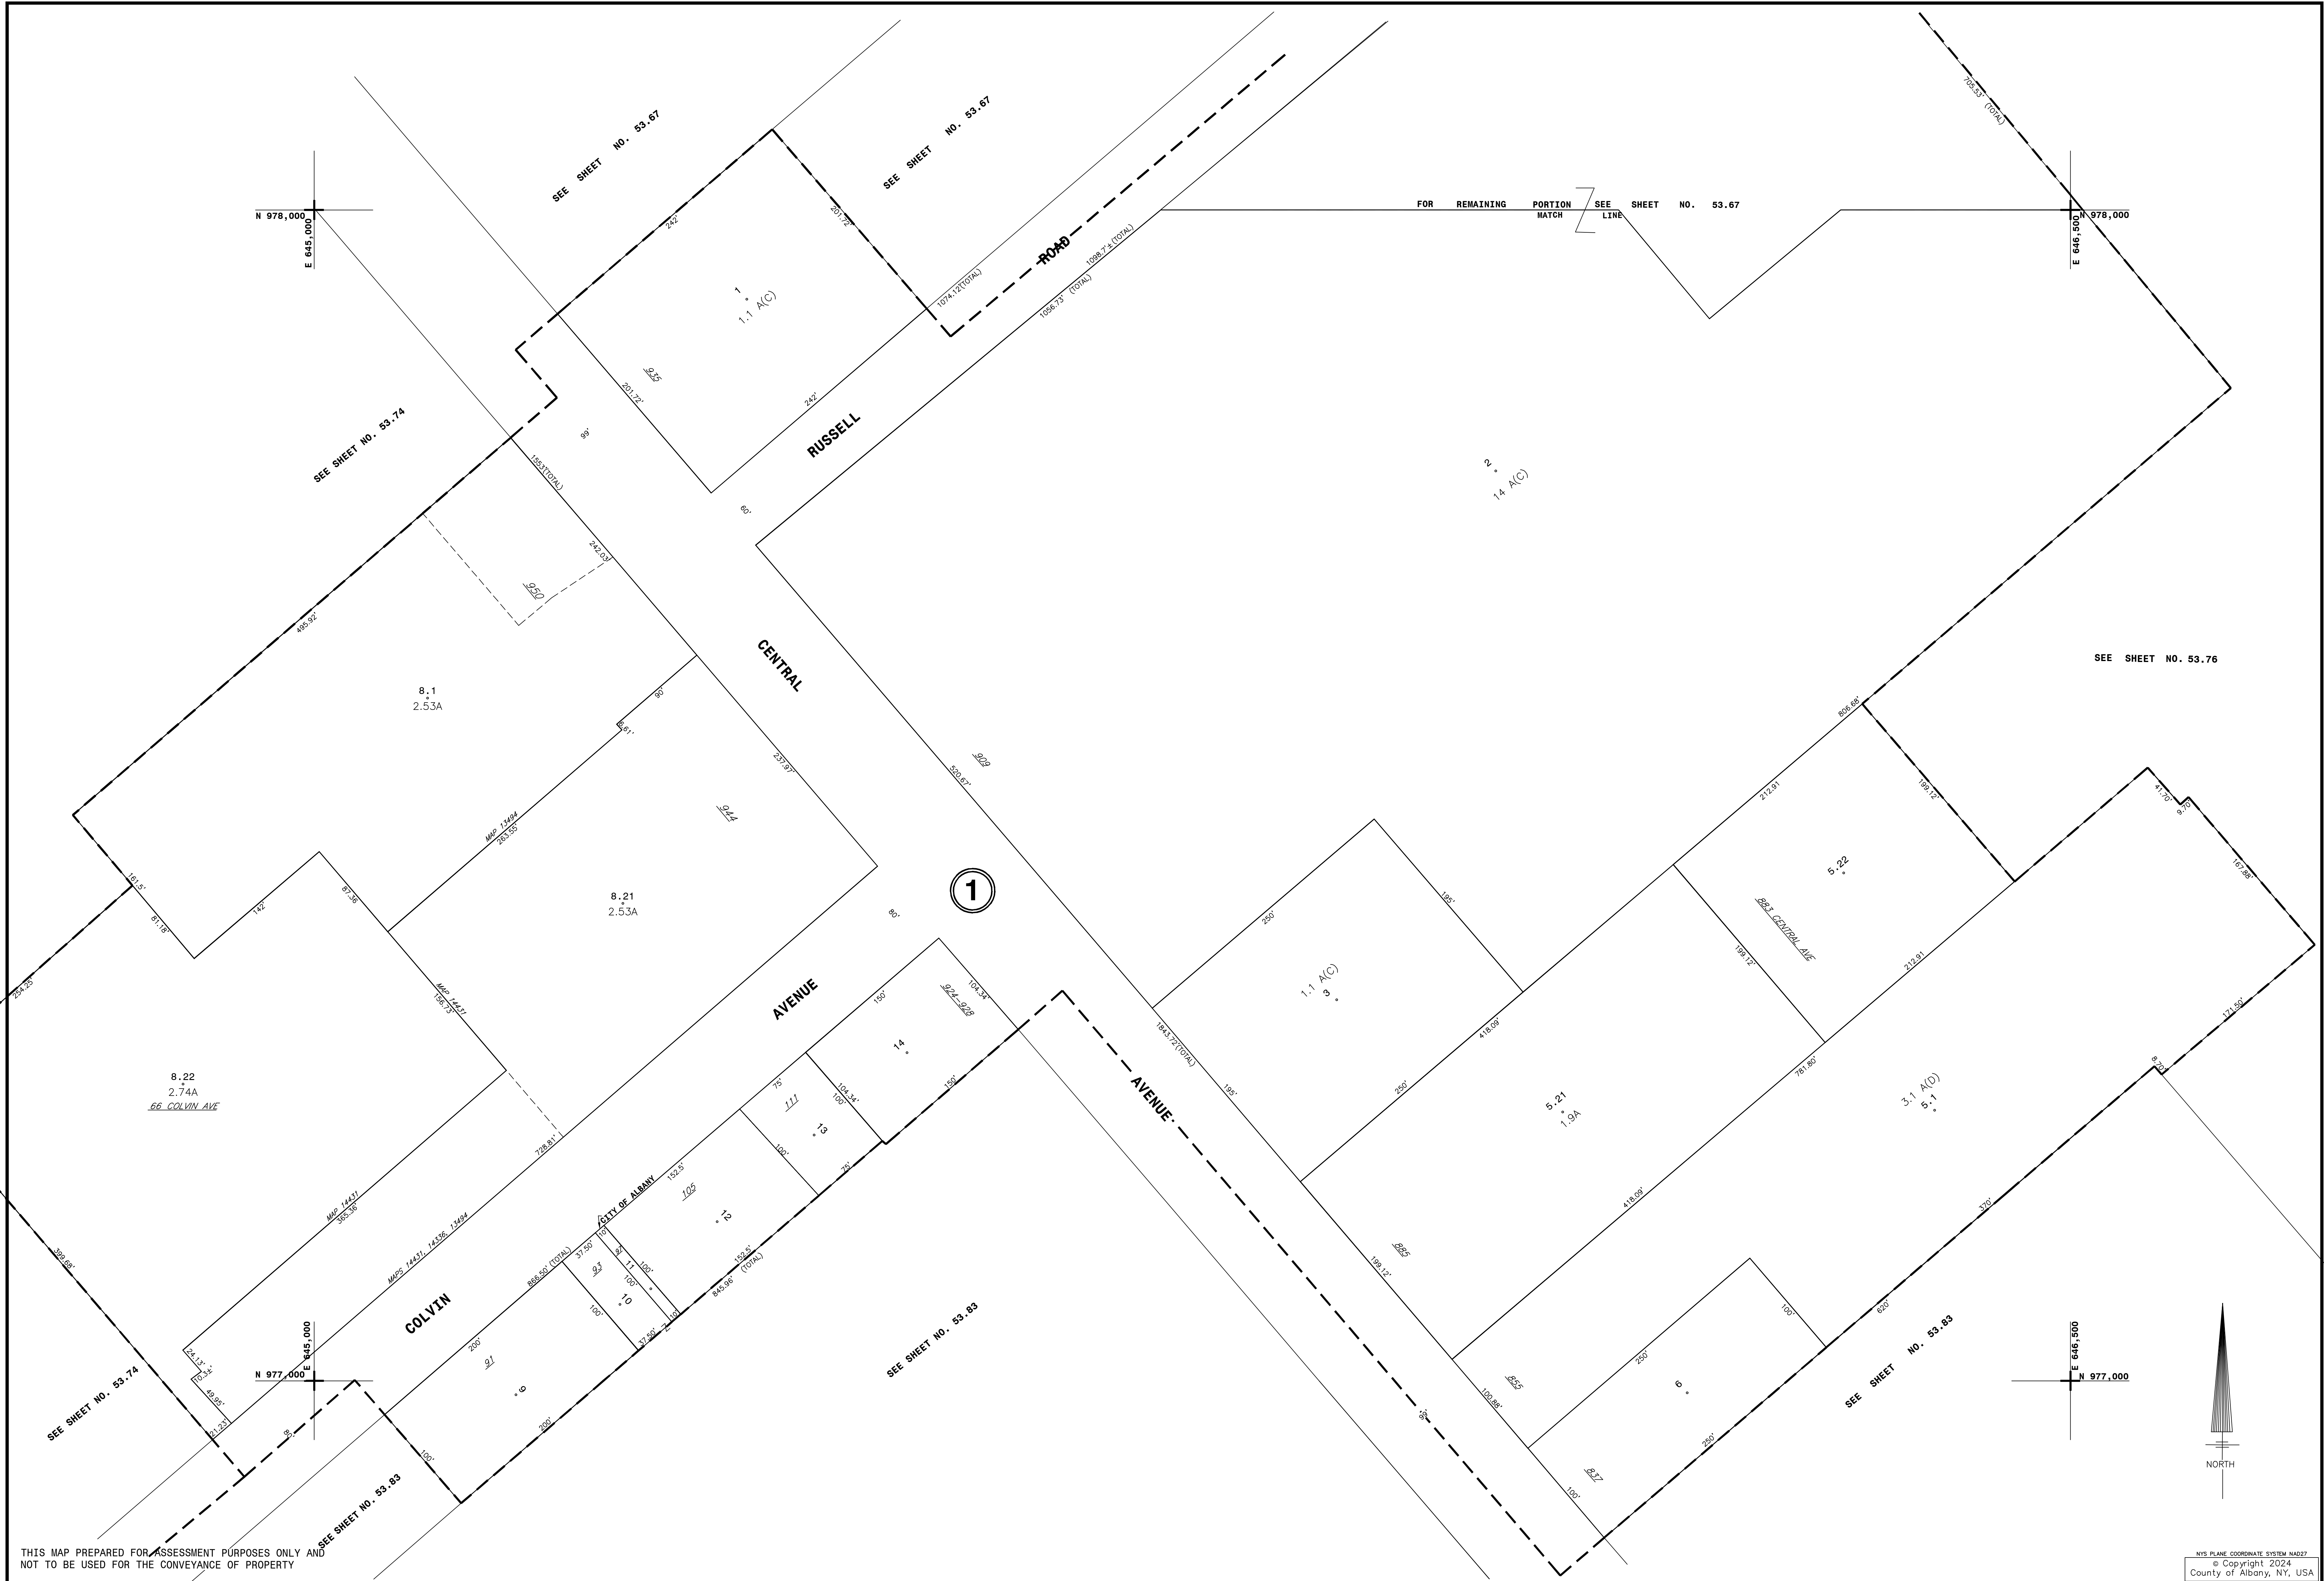 705.53' (TOTAL)
SEE SHEET NO. 53.67
SEE SHEET NO. 53.67
N 978,000
E 645,000
FOR REMAINING PORTION SEE SHEET NO. 53.67
MATCH LINE
N 978,000
E 646,500
242'
201.72'
1
1.1 A(C)
ROAD
1098.7'± (TOTAL)
1074.12(TOTAL)
1056.73' (TOTAL)
935
201.72'
242'
RUSSELL
SEE SHEET NO. 53.74
99'
1553(TOTAL)
60'
2
14 A(C)
242.03'
950
495.92'
CENTRAL
SEE SHEET NO. 53.76
8.1
2.53A
90'
806.68'
237.97'
909
520.67'
212.91
199.12'
41.70'
9.70'
944
MAP 13494
263.55'
161.5'
87.36
142'
81.18'
8.21
2.53A
80'
1
250'
195'
5.22
883 CENTRAL AVE
167.88'
199.12'
212.91
254.25'
MAP 14431
156.73'
AVENUE
150'
104.34'
924-928
1.1 A(C)
3
171.50'
1843.72'(TOTAL)
418.09'
14
8.22
2.74A
66 COLVIN AVE
75'
104.34'
100'
150'
AVENUE
195'
250'
781.80'
8.70'
111
13
5.21
1.9A
3.1 A(D)
5.1
728.81'
100'
75'
CITY OF ALBANY
152.5'
105
12
MAP 14431
365.36'
MAPS 14431, 14336, 13494
418.09'
370'
399.68'
866.50' (TOTAL)
37.50'
10'
93
11
100'
100'
10
100'
152.5'
845.96' (TOTAL)
885
199.12'
COLVIN
37.50'
10'
Z
SEE SHEET NO. 53.83
100'
620'
SEE SHEET NO. 53.83
N 977,000
E 645,000
24.13'
10.3±
49.95'
21.23'
200'
91
9
250'
6
855
100.88'
E 646,500
N 977,000
SEE SHEET NO. 53.74
200'
99'
250'
100'
837
100'
NORTH
SEE SHEET NO. 53.83
THIS MAP PREPARED FOR ASSESSMENT PURPOSES ONLY AND
NOT TO BE USED FOR THE CONVEYANCE OF PROPERTY
NYS PLANE COORDINATE SYSTEM NAD27
© Copyright 2024
County of Albany, NY, USA